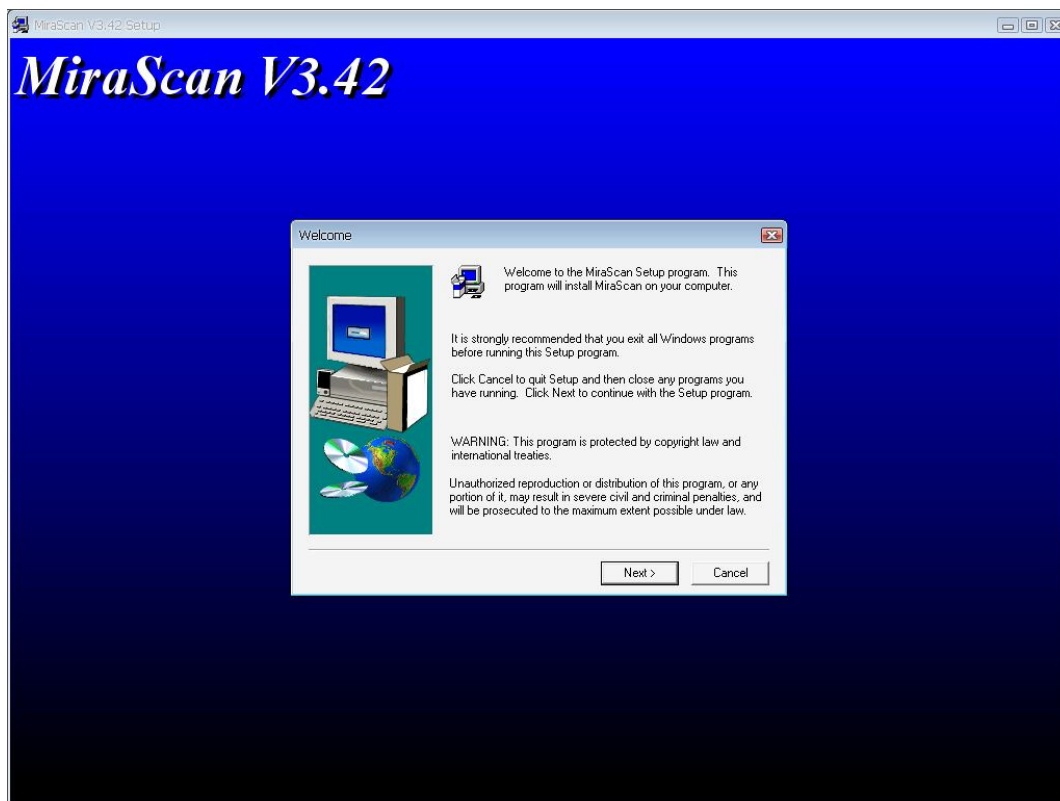 MiraScan V3.42 Setup
MiraScan V3.42
Welcome
Welcome to the MiraScan Setup program. This
program will install MiraScan on your computer.
It is strongly recommended that you exit all Windows programs
before running this Setup program.
Click Cancel to quit Setup and then close any programs you
have running. Click Next to continue with the Setup program.
WARNING: This program is protected by copyright law and
international treaties.
Unauthorized reproduction or distribution of this program, or any
portion of it, may result in severe civil and criminal penalties, and
will be prosecuted to the maximum extent possible under law.
Next >
Cancel